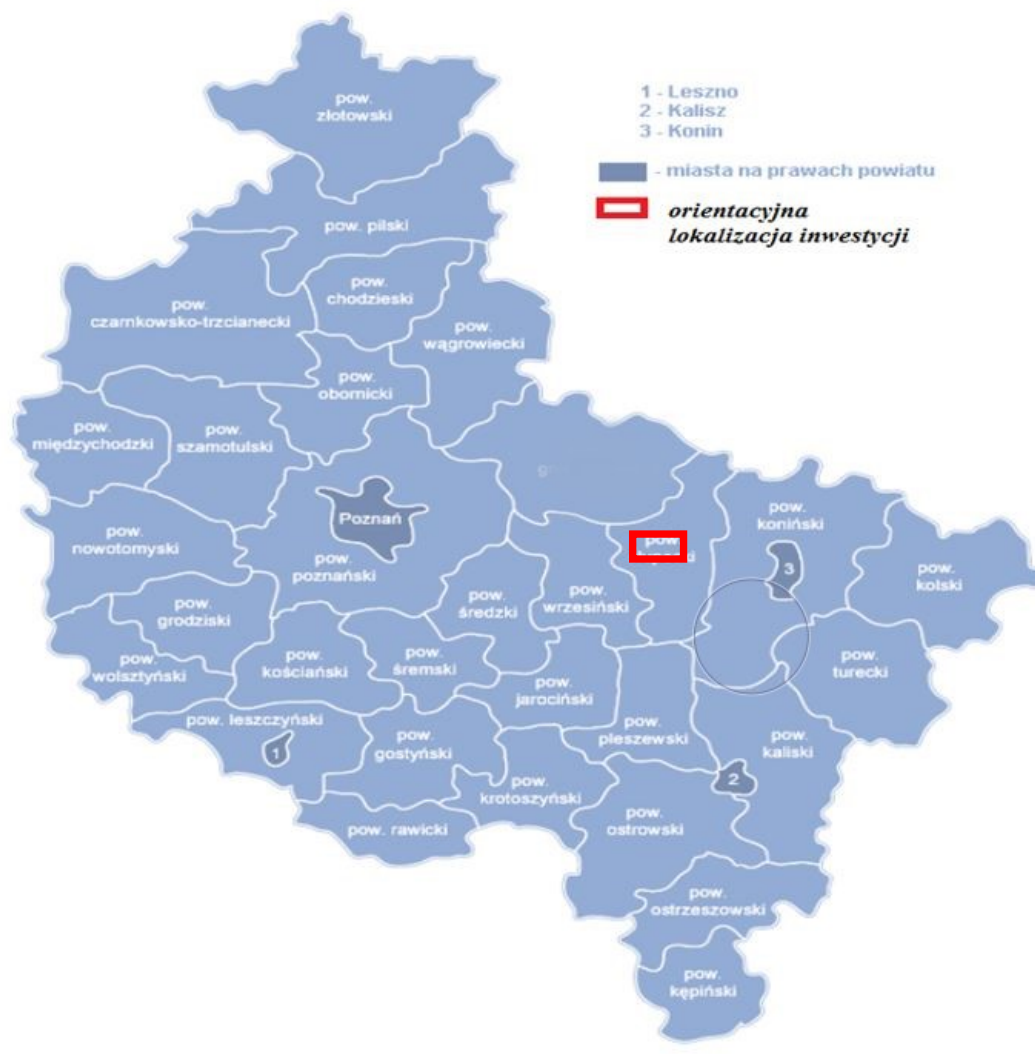 pow.
złotowski
1 - Leszno
2 - Kalisz
3 - Konin
- miasta na prawach powiatu
orientacyjna
lokalizacja inwestycji
pow. pilski
pow.
chodzieski
pow.
czarnkowsko-trzcianecki
pow.
wągrowiecki
pow.
obornicki
pow.
międzychodzki
pow.
szamotulski
Poznań
pow.
koniński
pow.
nowotomyski
pow.
poznański
3
pow.
kolski
pow.
średzki
pow.
wrzesiński
pow.
grodziski
pow.
wolsztyński
pow.
kościański
pow.
śremski
pow.
turecki
pow.
jarociński
pow. leszczyński
1
pow.
gostyński
pow.
pleszewski
pow.
kaliski
2
pow.
krotoszyński
pow. rawicki
pow.
ostrowski
pow.
ostrzeszowski
pow.
kępiński